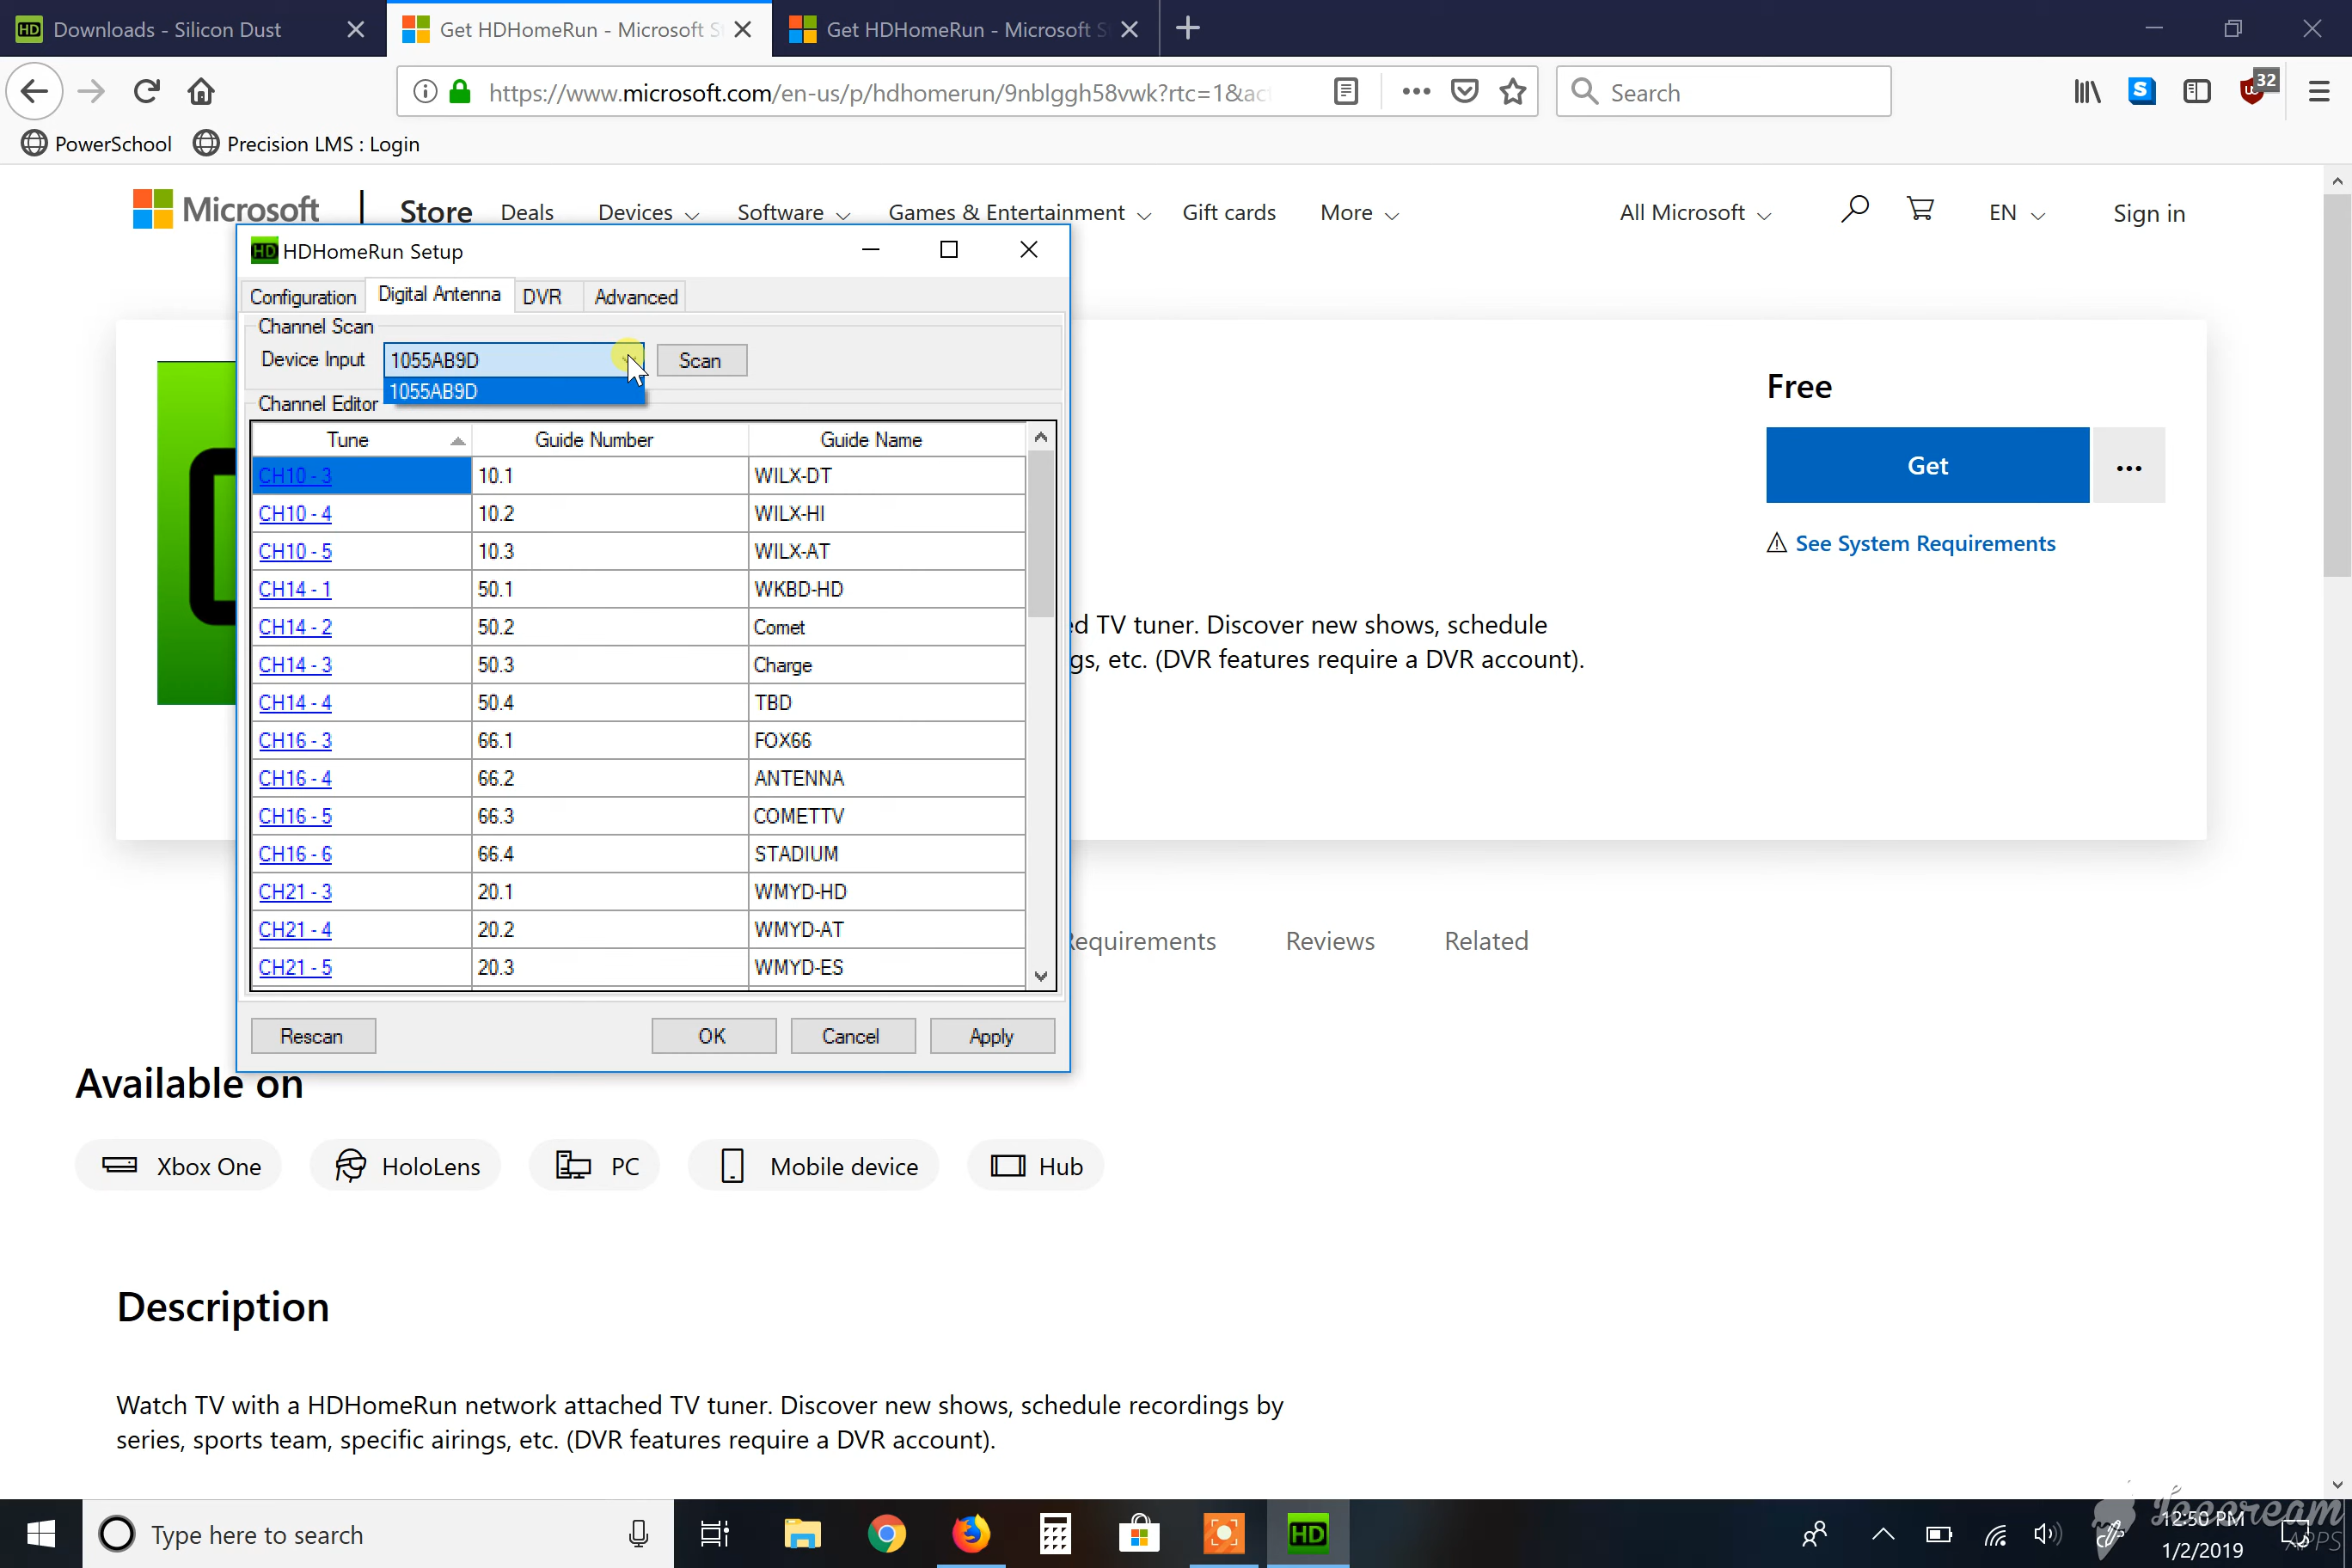 Downloads - Silicon Dust
Get HDHomeRun - Microsoft S
Get HDHomeRun - Microsoft S
https://www.microsoft.com/en-us/p/hdhomerun/9nblggh58vwk?rtc=1&ac
Search
32
PowerSchool
Precision LMS : Login
Microsoft
Store
Deals
Devices
Software
Games & Entertainment
Gift cards
More
All Microsoft
EN
Sign in
HD HDHomeRun Setup
Configuration
Digital Antenna
DVR
Advanced
Channel Scan
Device Input
1055AB9D
Scan
1055AB9D
Channel Editor
Tune Guide Number Guide Name
CH10 - 3 10.1 WILX-DT
CH10 - 4 10.2 WILX-HI
CH10 - 5 10.3 WILX-AT
CH14 - 1 50.1 WKBD-HD
CH14 - 2 50.2 Comet
CH14 - 3 50.3 Charge
CH14 - 4 50.4 TBD
CH16 - 3 66.1 FOX66
CH16 - 4 66.2 ANTENNA
CH16 - 5 66.3 COMETTV
CH16 - 6 66.4 STADIUM
CH21 - 3 20.1 WMYD-HD
CH21 - 4 20.2 WMYD-AT
CH21 - 5 20.3 WMYD-ES
Rescan
OK
Cancel
Apply
Free
Get
See System Requirements
ed TV tuner. Discover new shows, schedule
gs, etc. (DVR features require a DVR account).
Requirements
Reviews
Related
Available on
Xbox One
HoloLens
PC
Mobile device
Hub
Description
Watch TV with a HDHomeRun network attached TV tuner. Discover new shows, schedule recordings by
series, sports team, specific airings, etc. (DVR features require a DVR account).
Type here to search
HD
12:50 PM
1/2/2019
Icecream
APPS